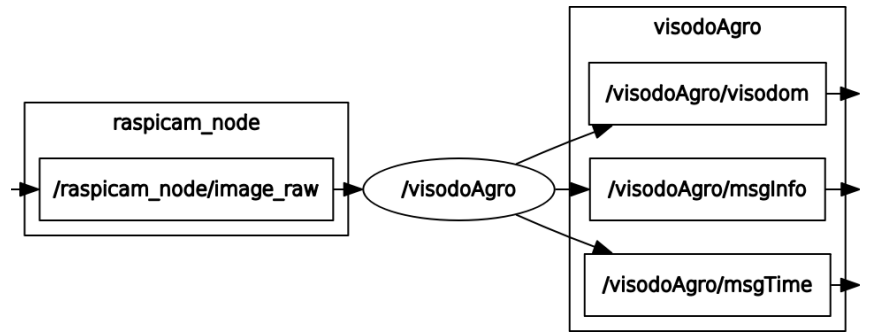 raspicam_node
/raspicam_node/image_raw
/visodoAgro
visodoAgro
/visodoAgro/visodom
/visodoAgro/msgInfo
/visodoAgro/msgTime